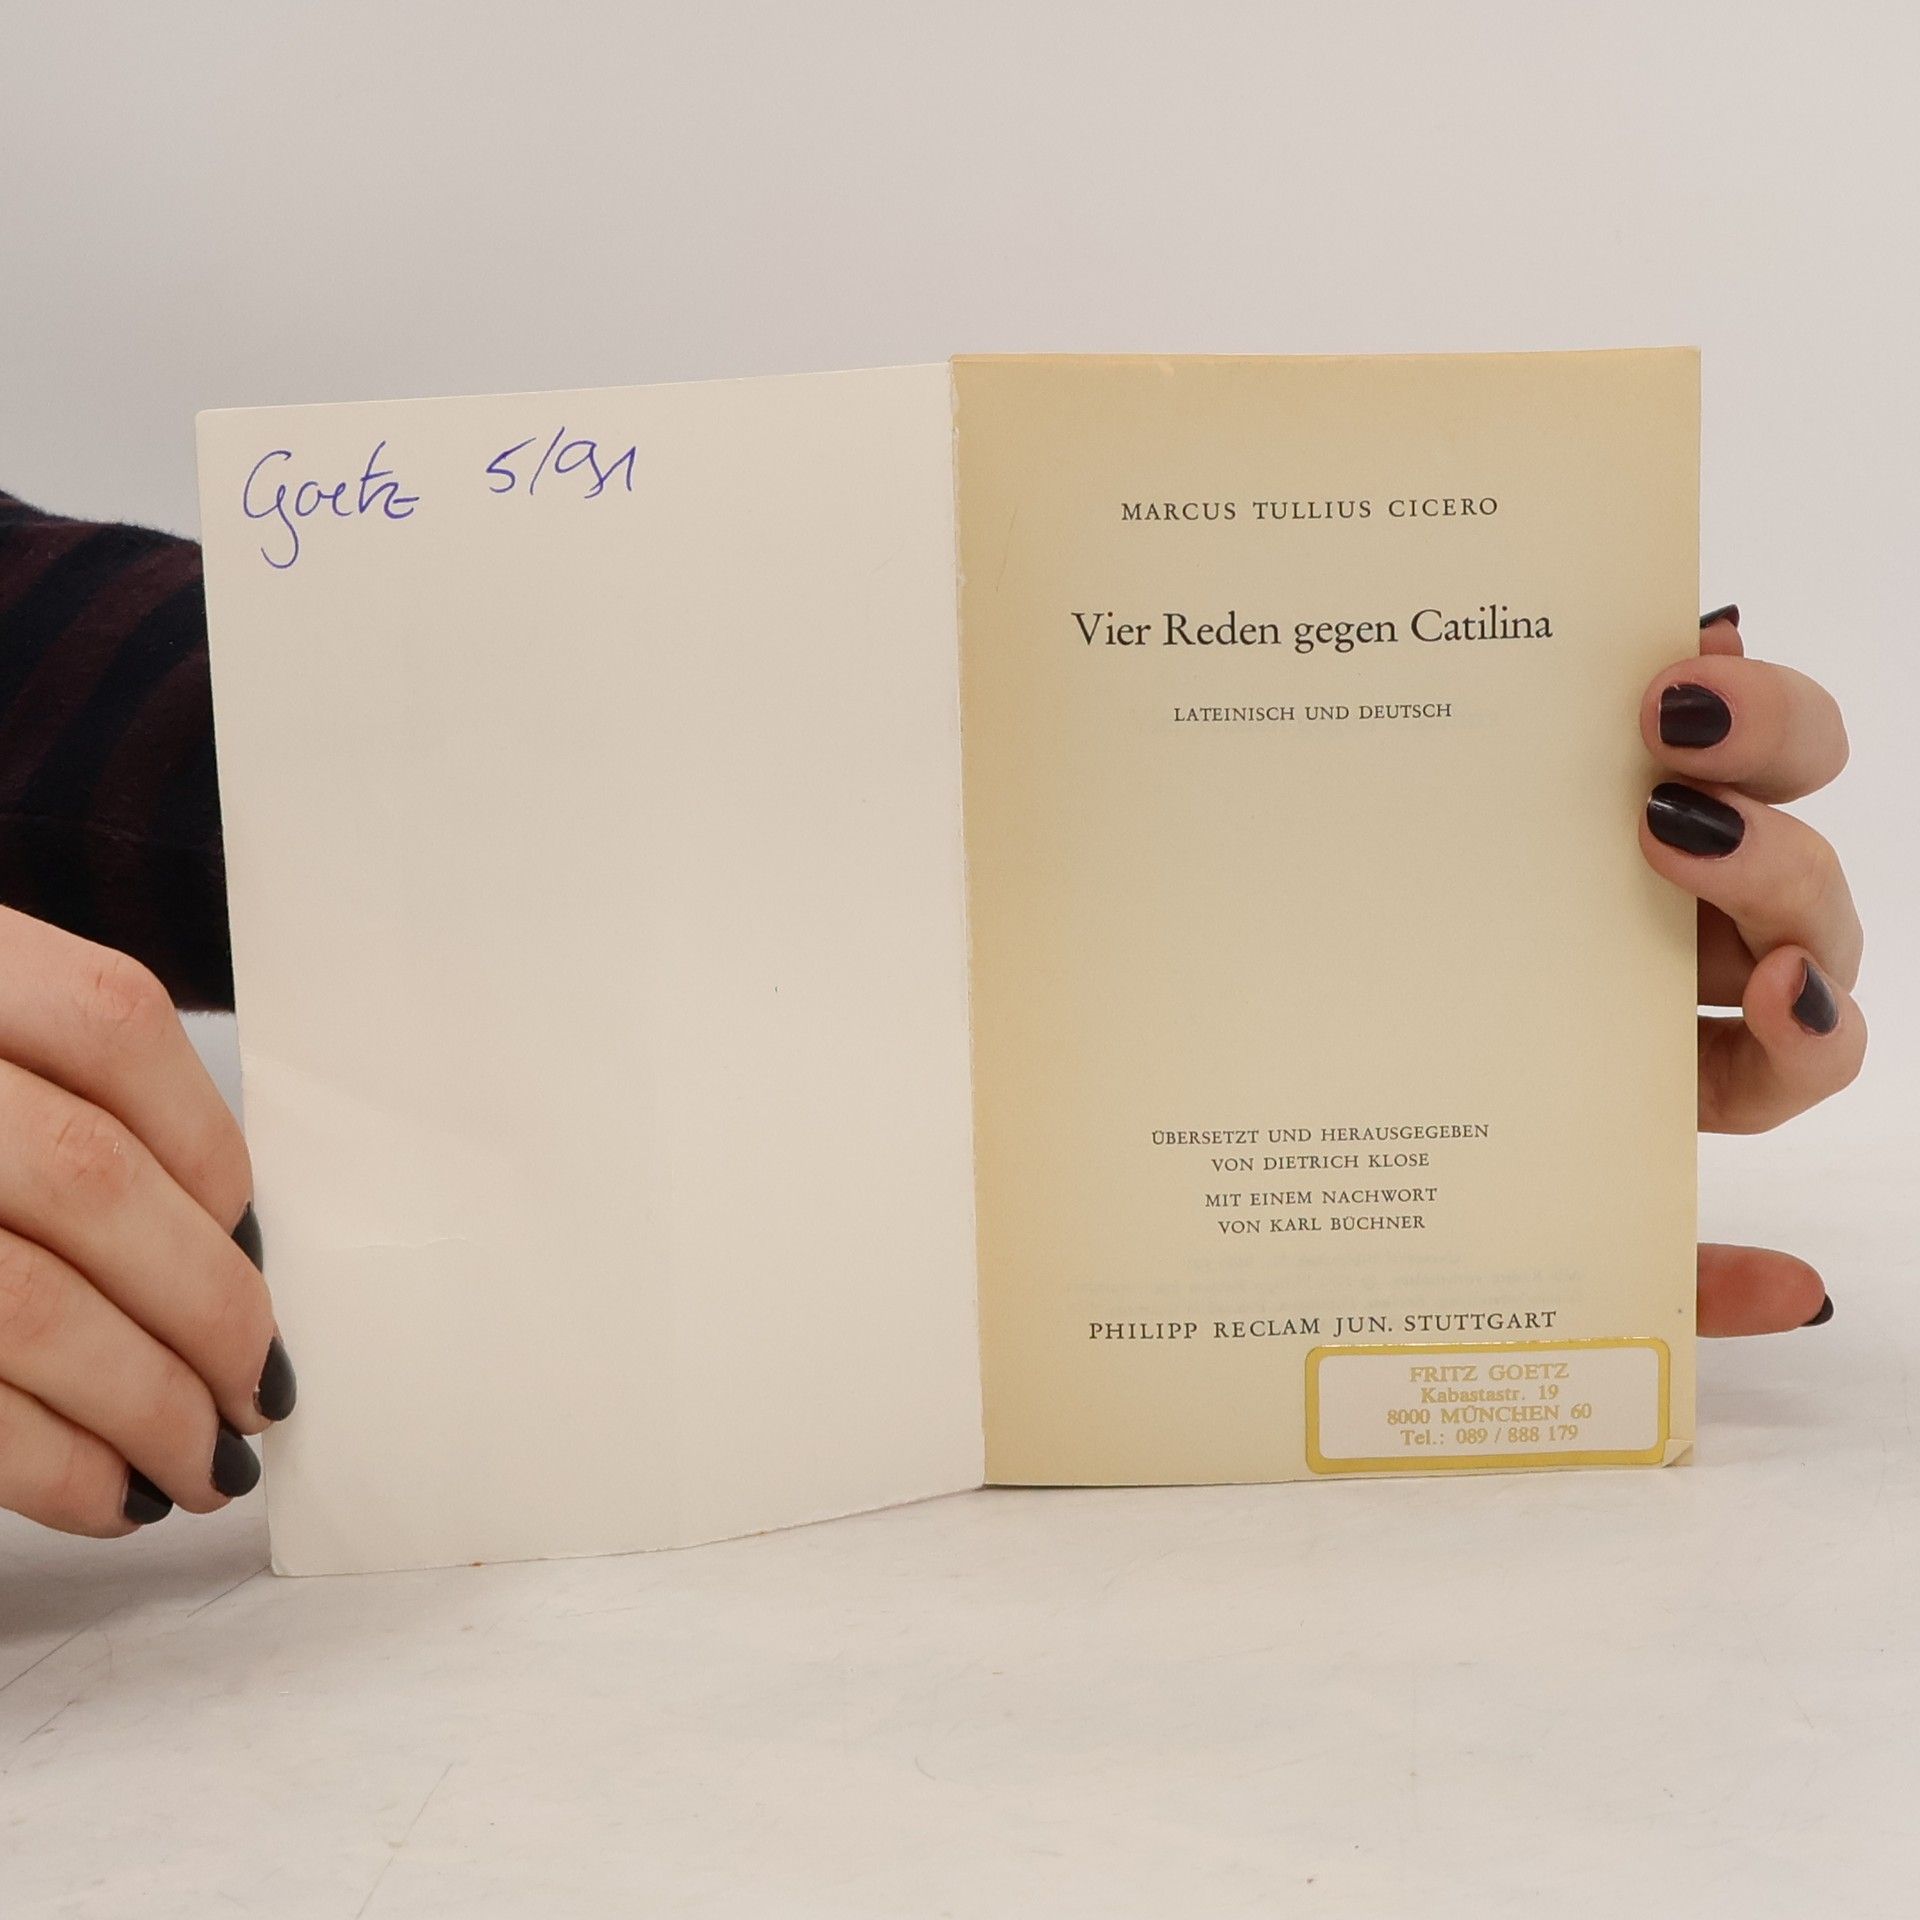 Goetz 5/91
MARCUS TULLIUS CICERO
Vier Reden gegen Catilina
LATEINISCH UND DEUTSCH
ÜBERSETZT UND HERAUSGEGEBEN
VON DIETRICH KLOSE
MIT EINEM NACHWORT
VON KARL BÜCHNER
PHILIPP RECLAM JUN. STUTTGART
FRITZ GOETZ
Kabastastr. 19
8000 MÜNCHEN 60
Tel.: 089 / 888 179